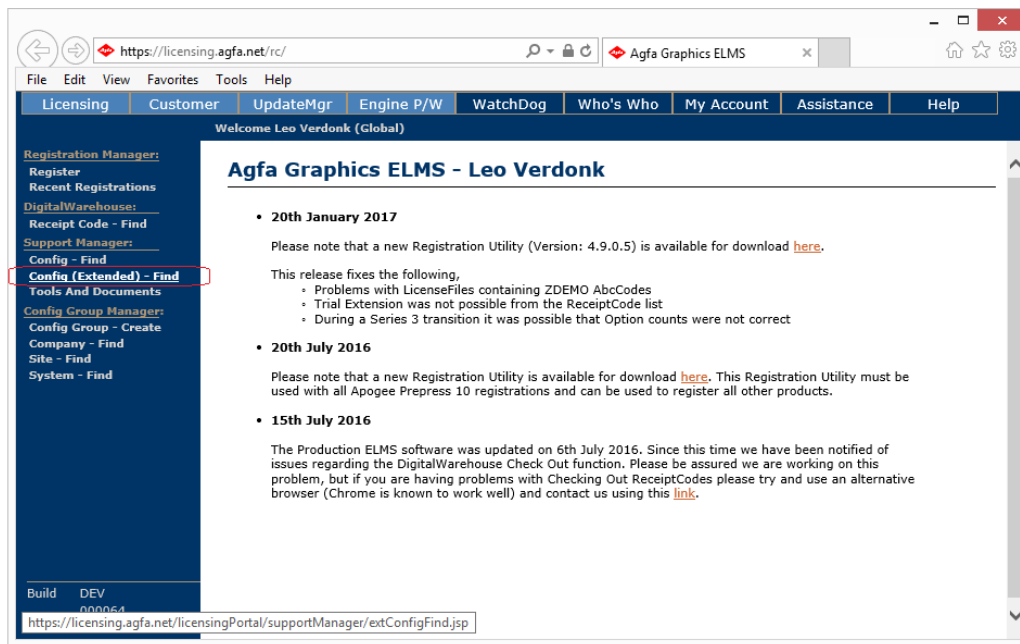 https://licensing.agfa.net/rc/
Agfa Graphics ELMS
File Edit View Favorites Tools Help
Licensing Customer UpdateMgr Engine P/W WatchDog Who's Who My Account Assistance Help
Welcome Leo Verdonk (Global)
Registration Manager:
Register
Recent Registrations
DigitalWarehouse:
Receipt Code - Find
Support Manager:
Config - Find
Config (Extended) - Find
Tools And Documents
Config Group Manager:
Config Group - Create
Company - Find
Site - Find
System - Find
Agfa Graphics ELMS - Leo Verdonk
• 20th January 2017
Please note that a new Registration Utility (Version: 4.9.0.5) is available for download here.
This release fixes the following,
◦ Problems with LicenseFiles containing ZDEMO AbcCodes
◦ Trial Extension was not possible from the ReceiptCode list
◦ During a Series 3 transition it was possible that Option counts were not correct
• 20th July 2016
Please note that a new Registration Utility is available for download here. This Registration Utility must be
used with all Apogee Prepress 10 registrations and can be used to register all other products.
• 15th July 2016
The Production ELMS software was updated on 6th July 2016. Since this time we have been notified of
issues regarding the DigitalWarehouse Check Out function. Please be assured we are working on this
problem, but if you are having problems with Checking Out ReceiptCodes please try and use an alternative
browser (Chrome is known to work well) and contact us using this link.
Build DEV
000064
https://licensing.agfa.net/licensingPortal/supportManager/extConfigFind.jsp